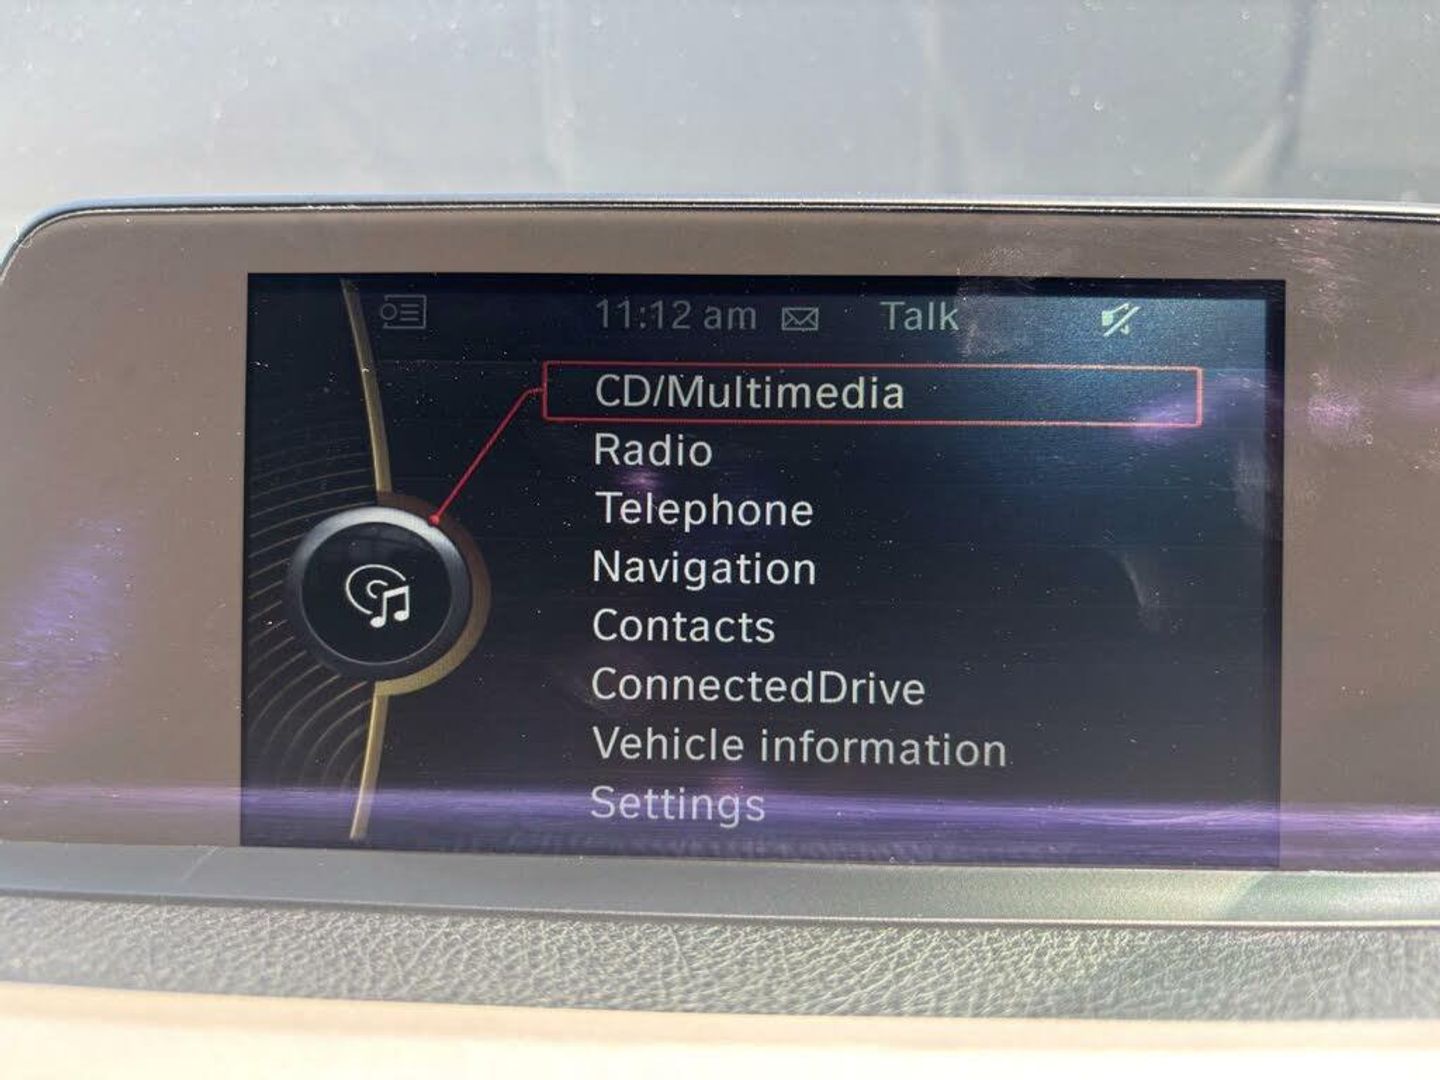 11:12 am Talk
CD/Multimedia
Radio
Telephone
Navigation
Contacts
ConnectedDrive
Vehicle information
Settings